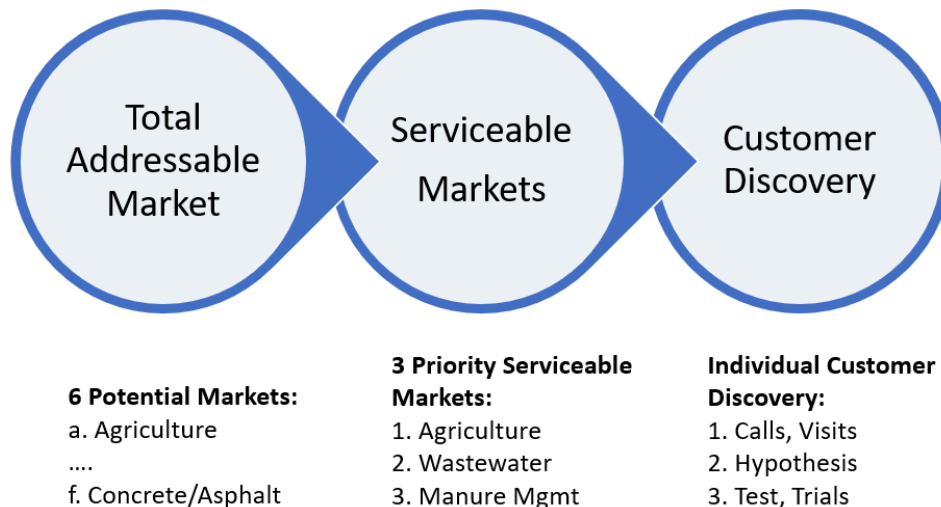 Total
Addressable
Market
Serviceable
Markets
Customer
Discovery
6 Potential Markets:
a. Agriculture
....
f. Concrete/Asphalt
3 Priority Serviceable
Markets:
1. Agriculture
2. Wastewater
3. Manure Mgmt
Individual Customer
Discovery:
1. Calls, Visits
2. Hypothesis
3. Test, Trials